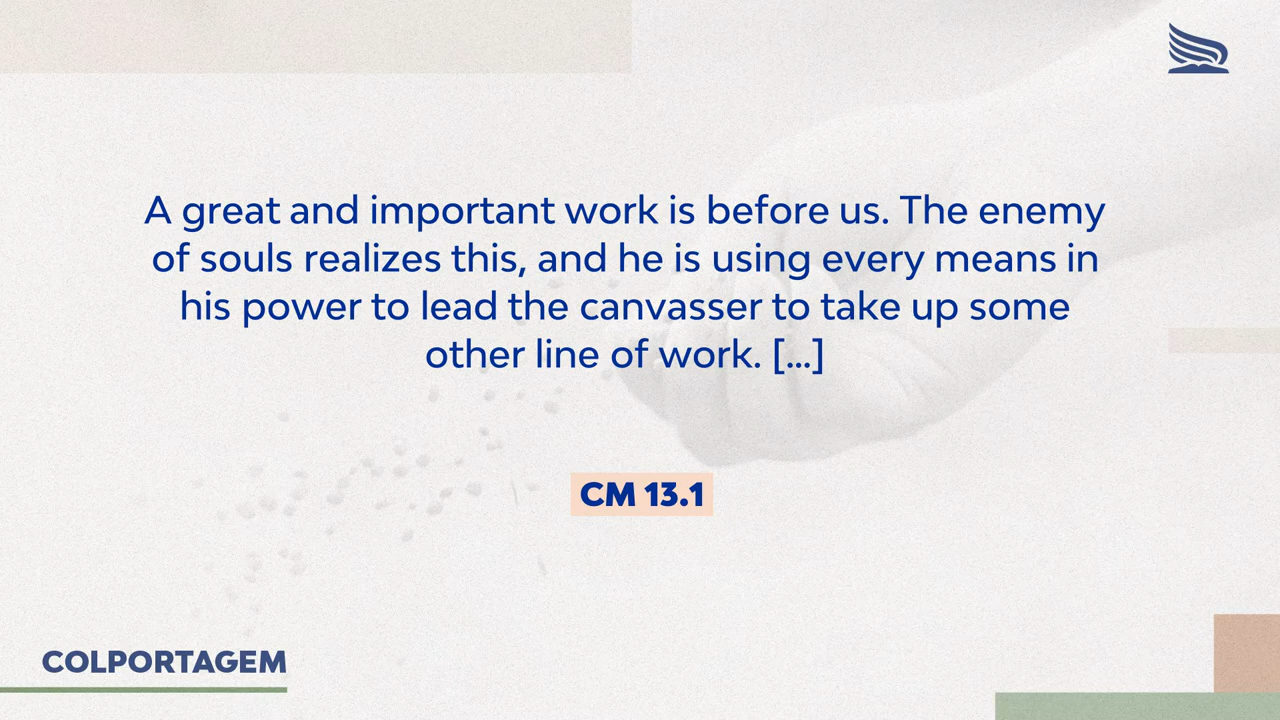 A great and important work is before us. The enemy
of souls realizes this, and he is using every means in
his power to lead the canvasser to take up some
other line of work. [...]
CM 13.1
COLPORTAGEM